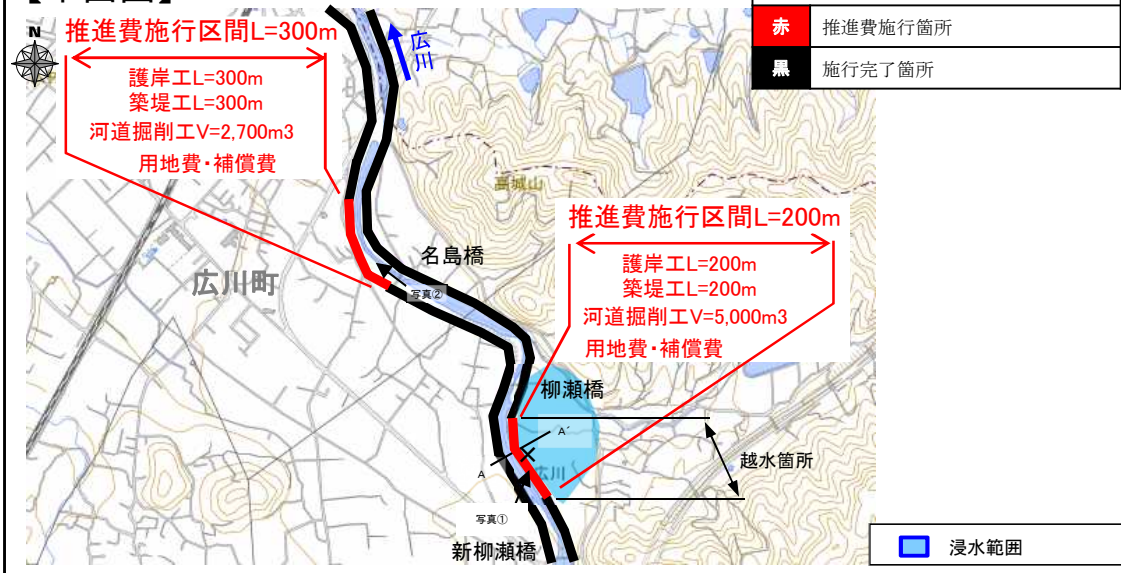 N
推進費施行区間L=300m
護岸工L=300m
築堤工L=300m
河道掘削工V=2,700m3
用地費・補償費
広川
赤 推進費施行箇所
黒 施行完了箇所
高城山
推進費施行区間L=200m
護岸工L=200m
築堤工L=200m
河道掘削工V=5,000m3
用地費・補償費
名島橋
広川町
写真②
柳瀬橋
A´
A
広川
越水箇所
写真①
新柳瀬橋
浸水範囲